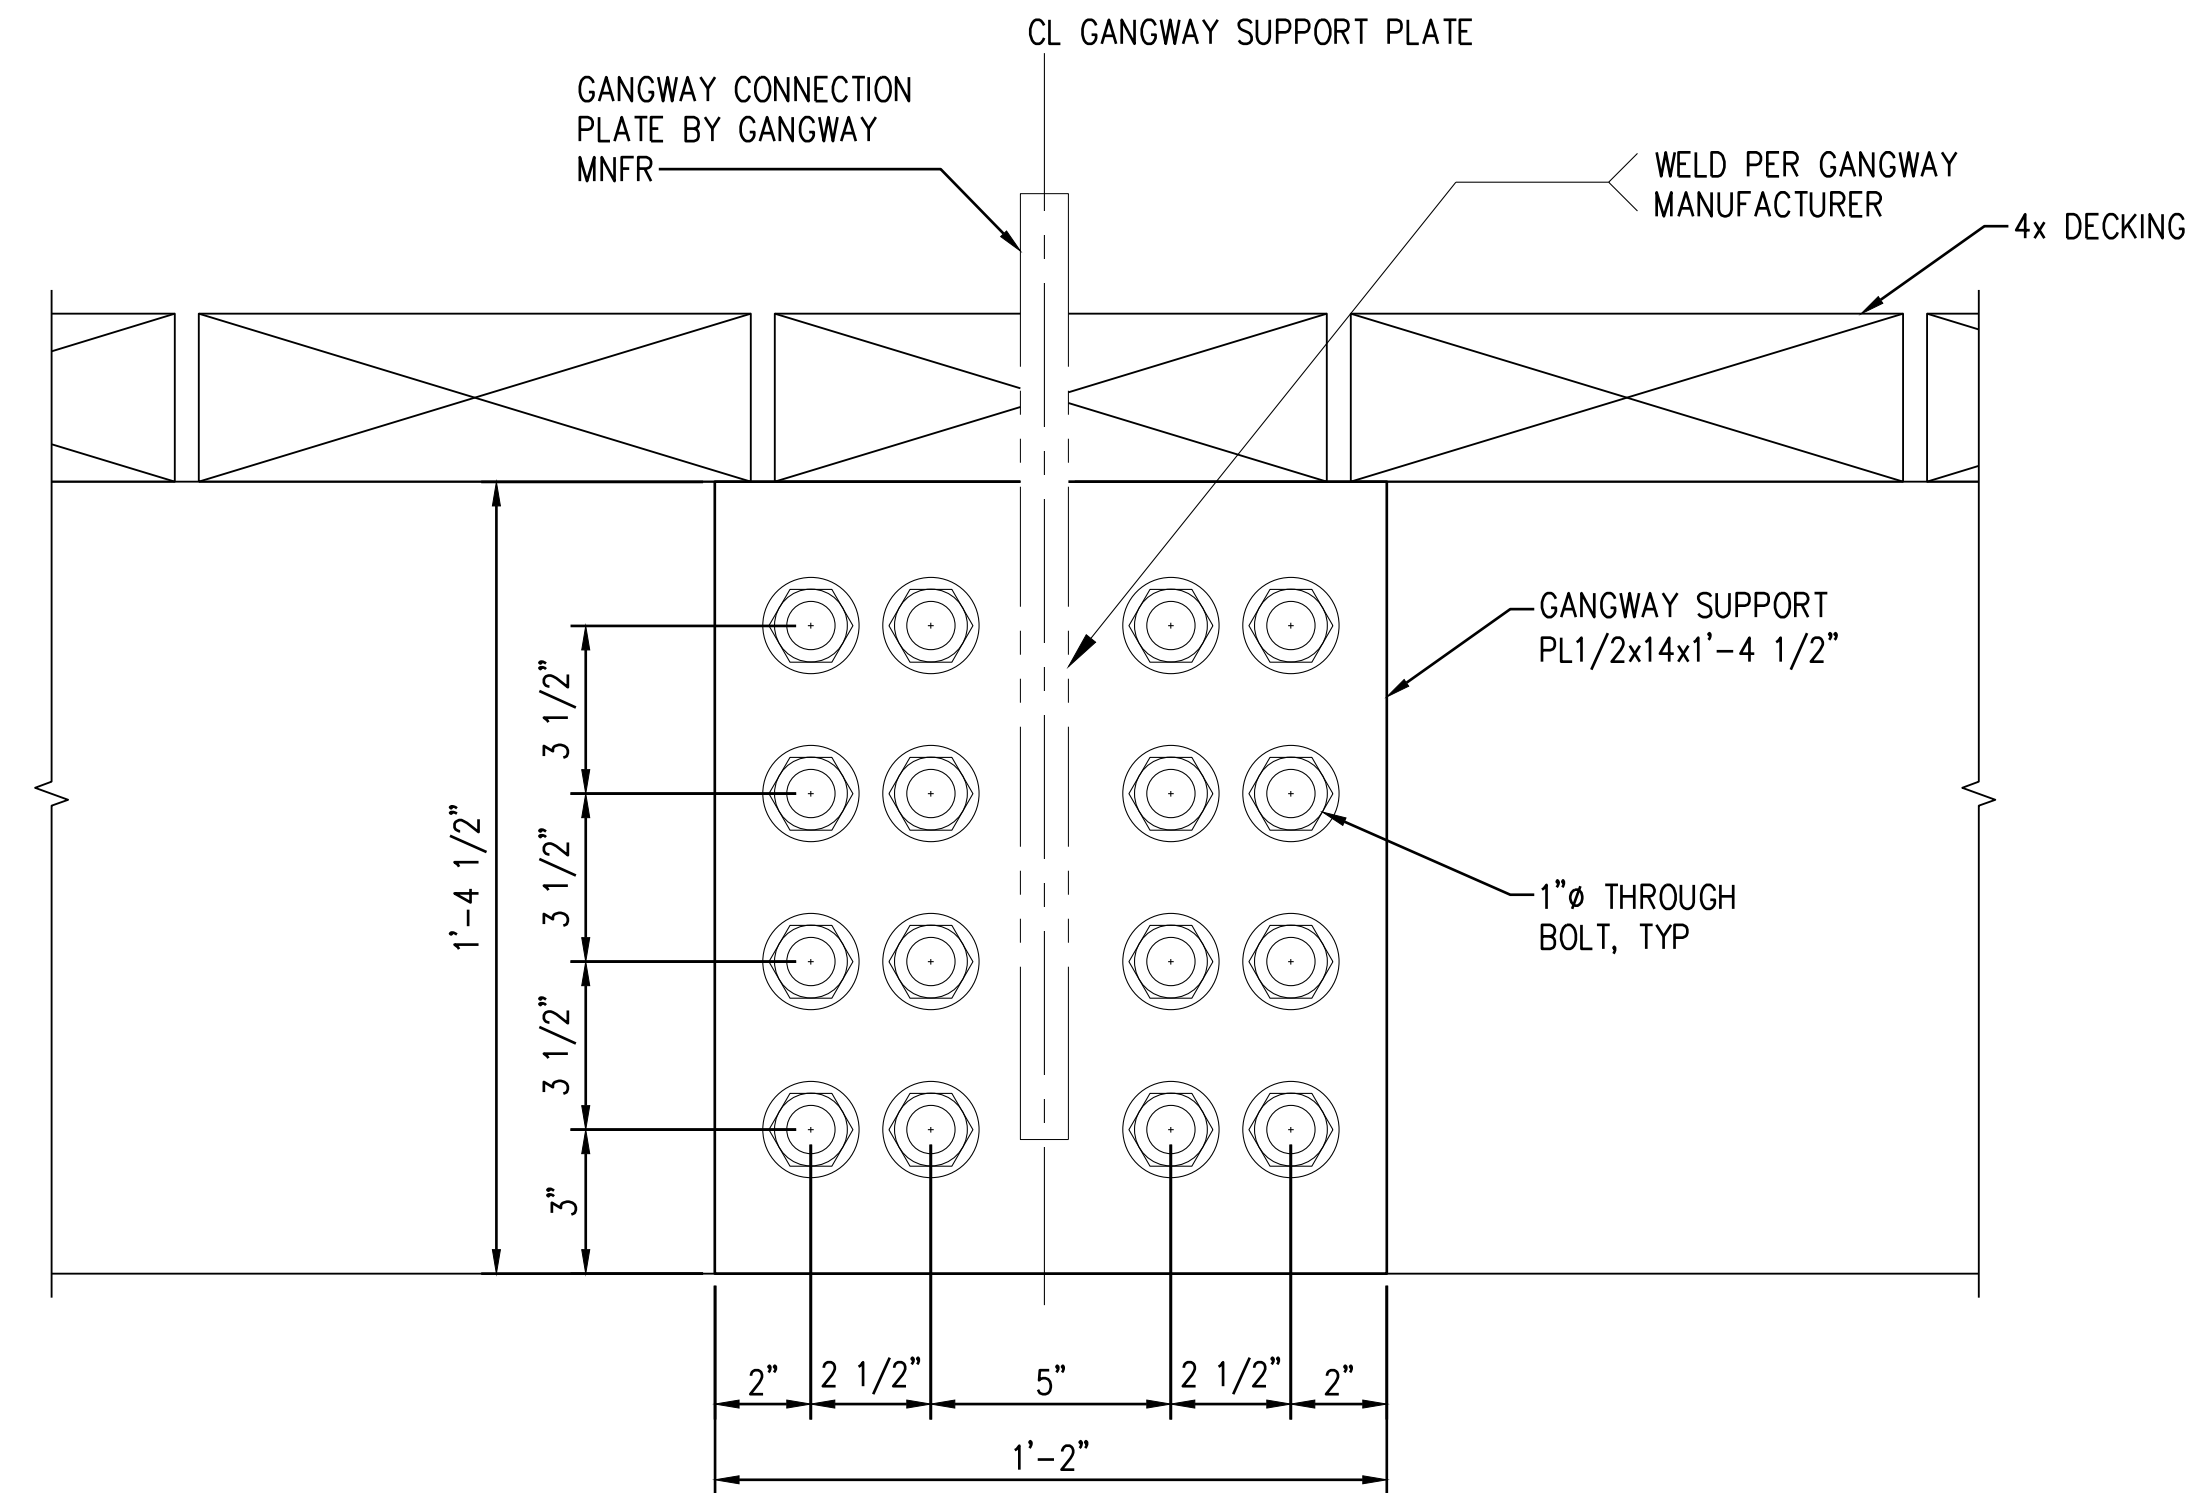 CL GANGWAY SUPPORT PLATE
GANGWAY CONNECTION
PLATE BY GANGWAY
MNFR
WELD PER GANGWAY
MANUFACTURER
4x DECKING
GANGWAY SUPPORT
PL1/2x14x1'-4 1/2"
3 1/2"
1'-4 1/2"
3 1/2"
1"ø THROUGH
BOLT, TYP
3 1/2"
3"
2"
2 1/2"
5"
2 1/2"
2"
1'-2"